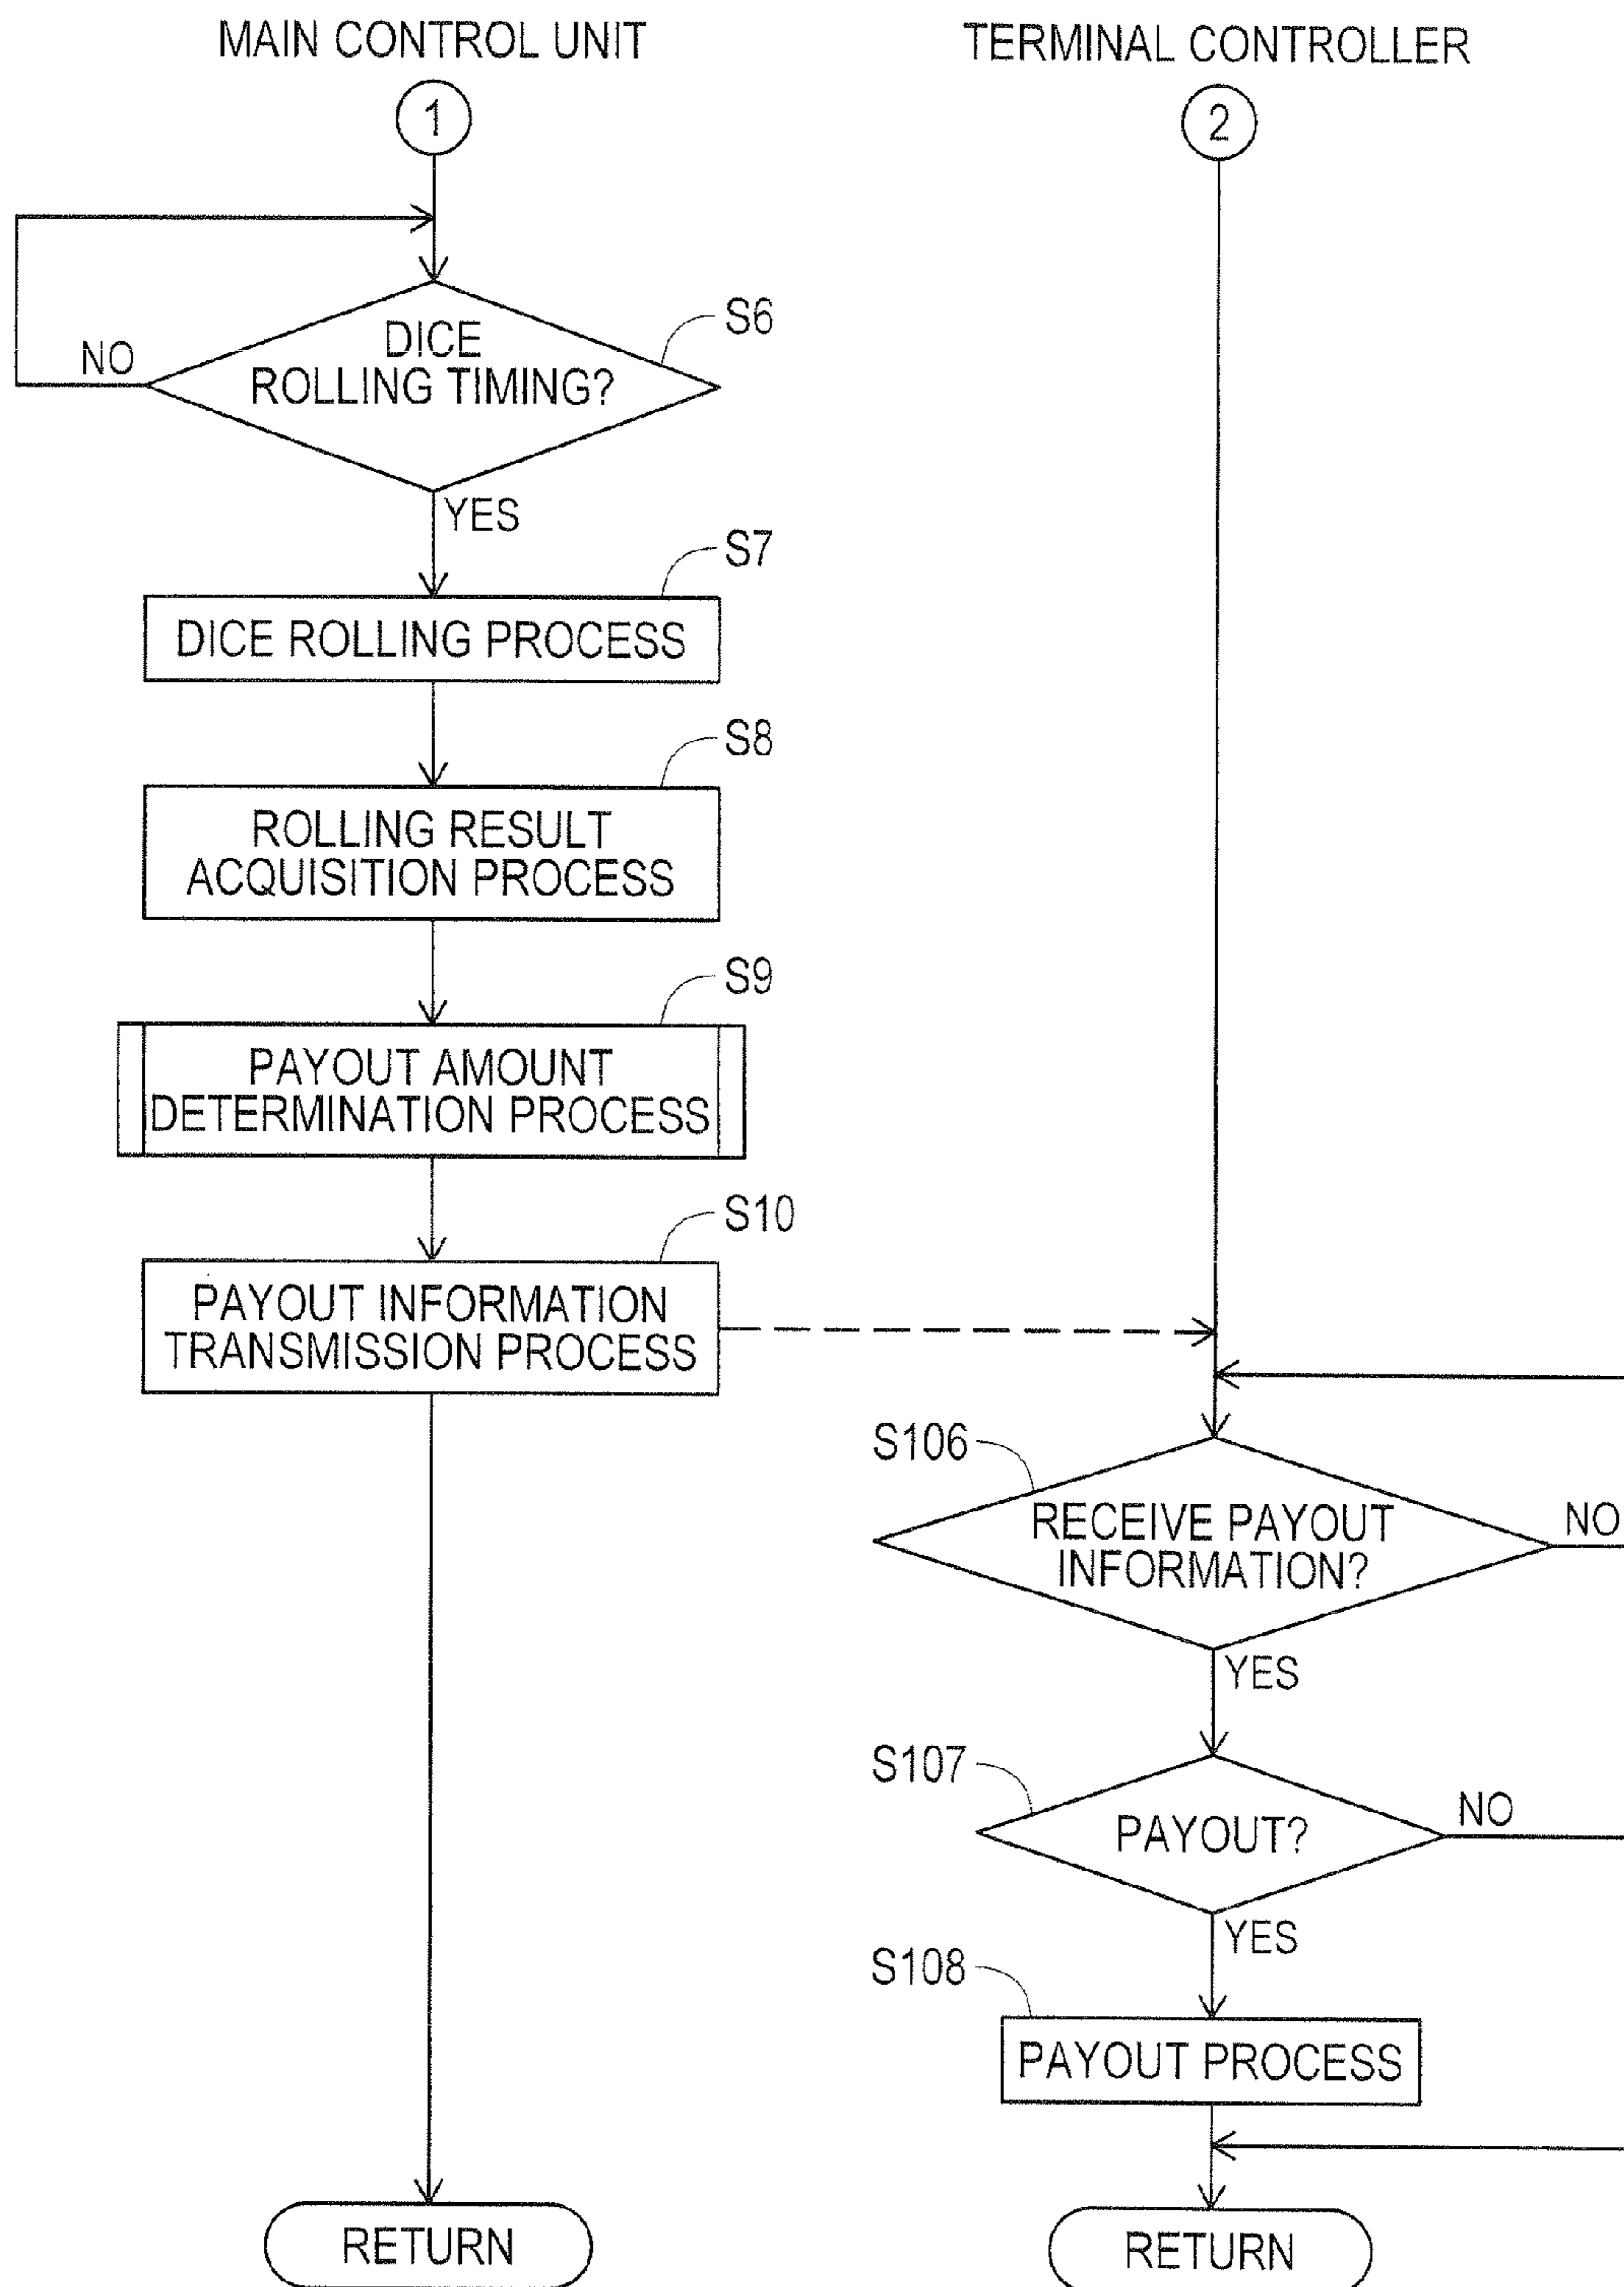 MAIN CONTROL UNIT
1
S6
DICE
ROLLING TIMING?
NO
YES
S7
DICE ROLLING PROCESS
S8
ROLLING RESULT
ACQUISITION PROCESS
S9
PAYOUT AMOUNT
DETERMINATION PROCESS
S10
PAYOUT INFORMATION
TRANSMISSION PROCESS
RETURN
TERMINAL CONTROLLER
2
S106
RECEIVE PAYOUT
INFORMATION?
NO
YES
S107
PAYOUT?
NO
YES
S108
PAYOUT PROCESS
RETURN